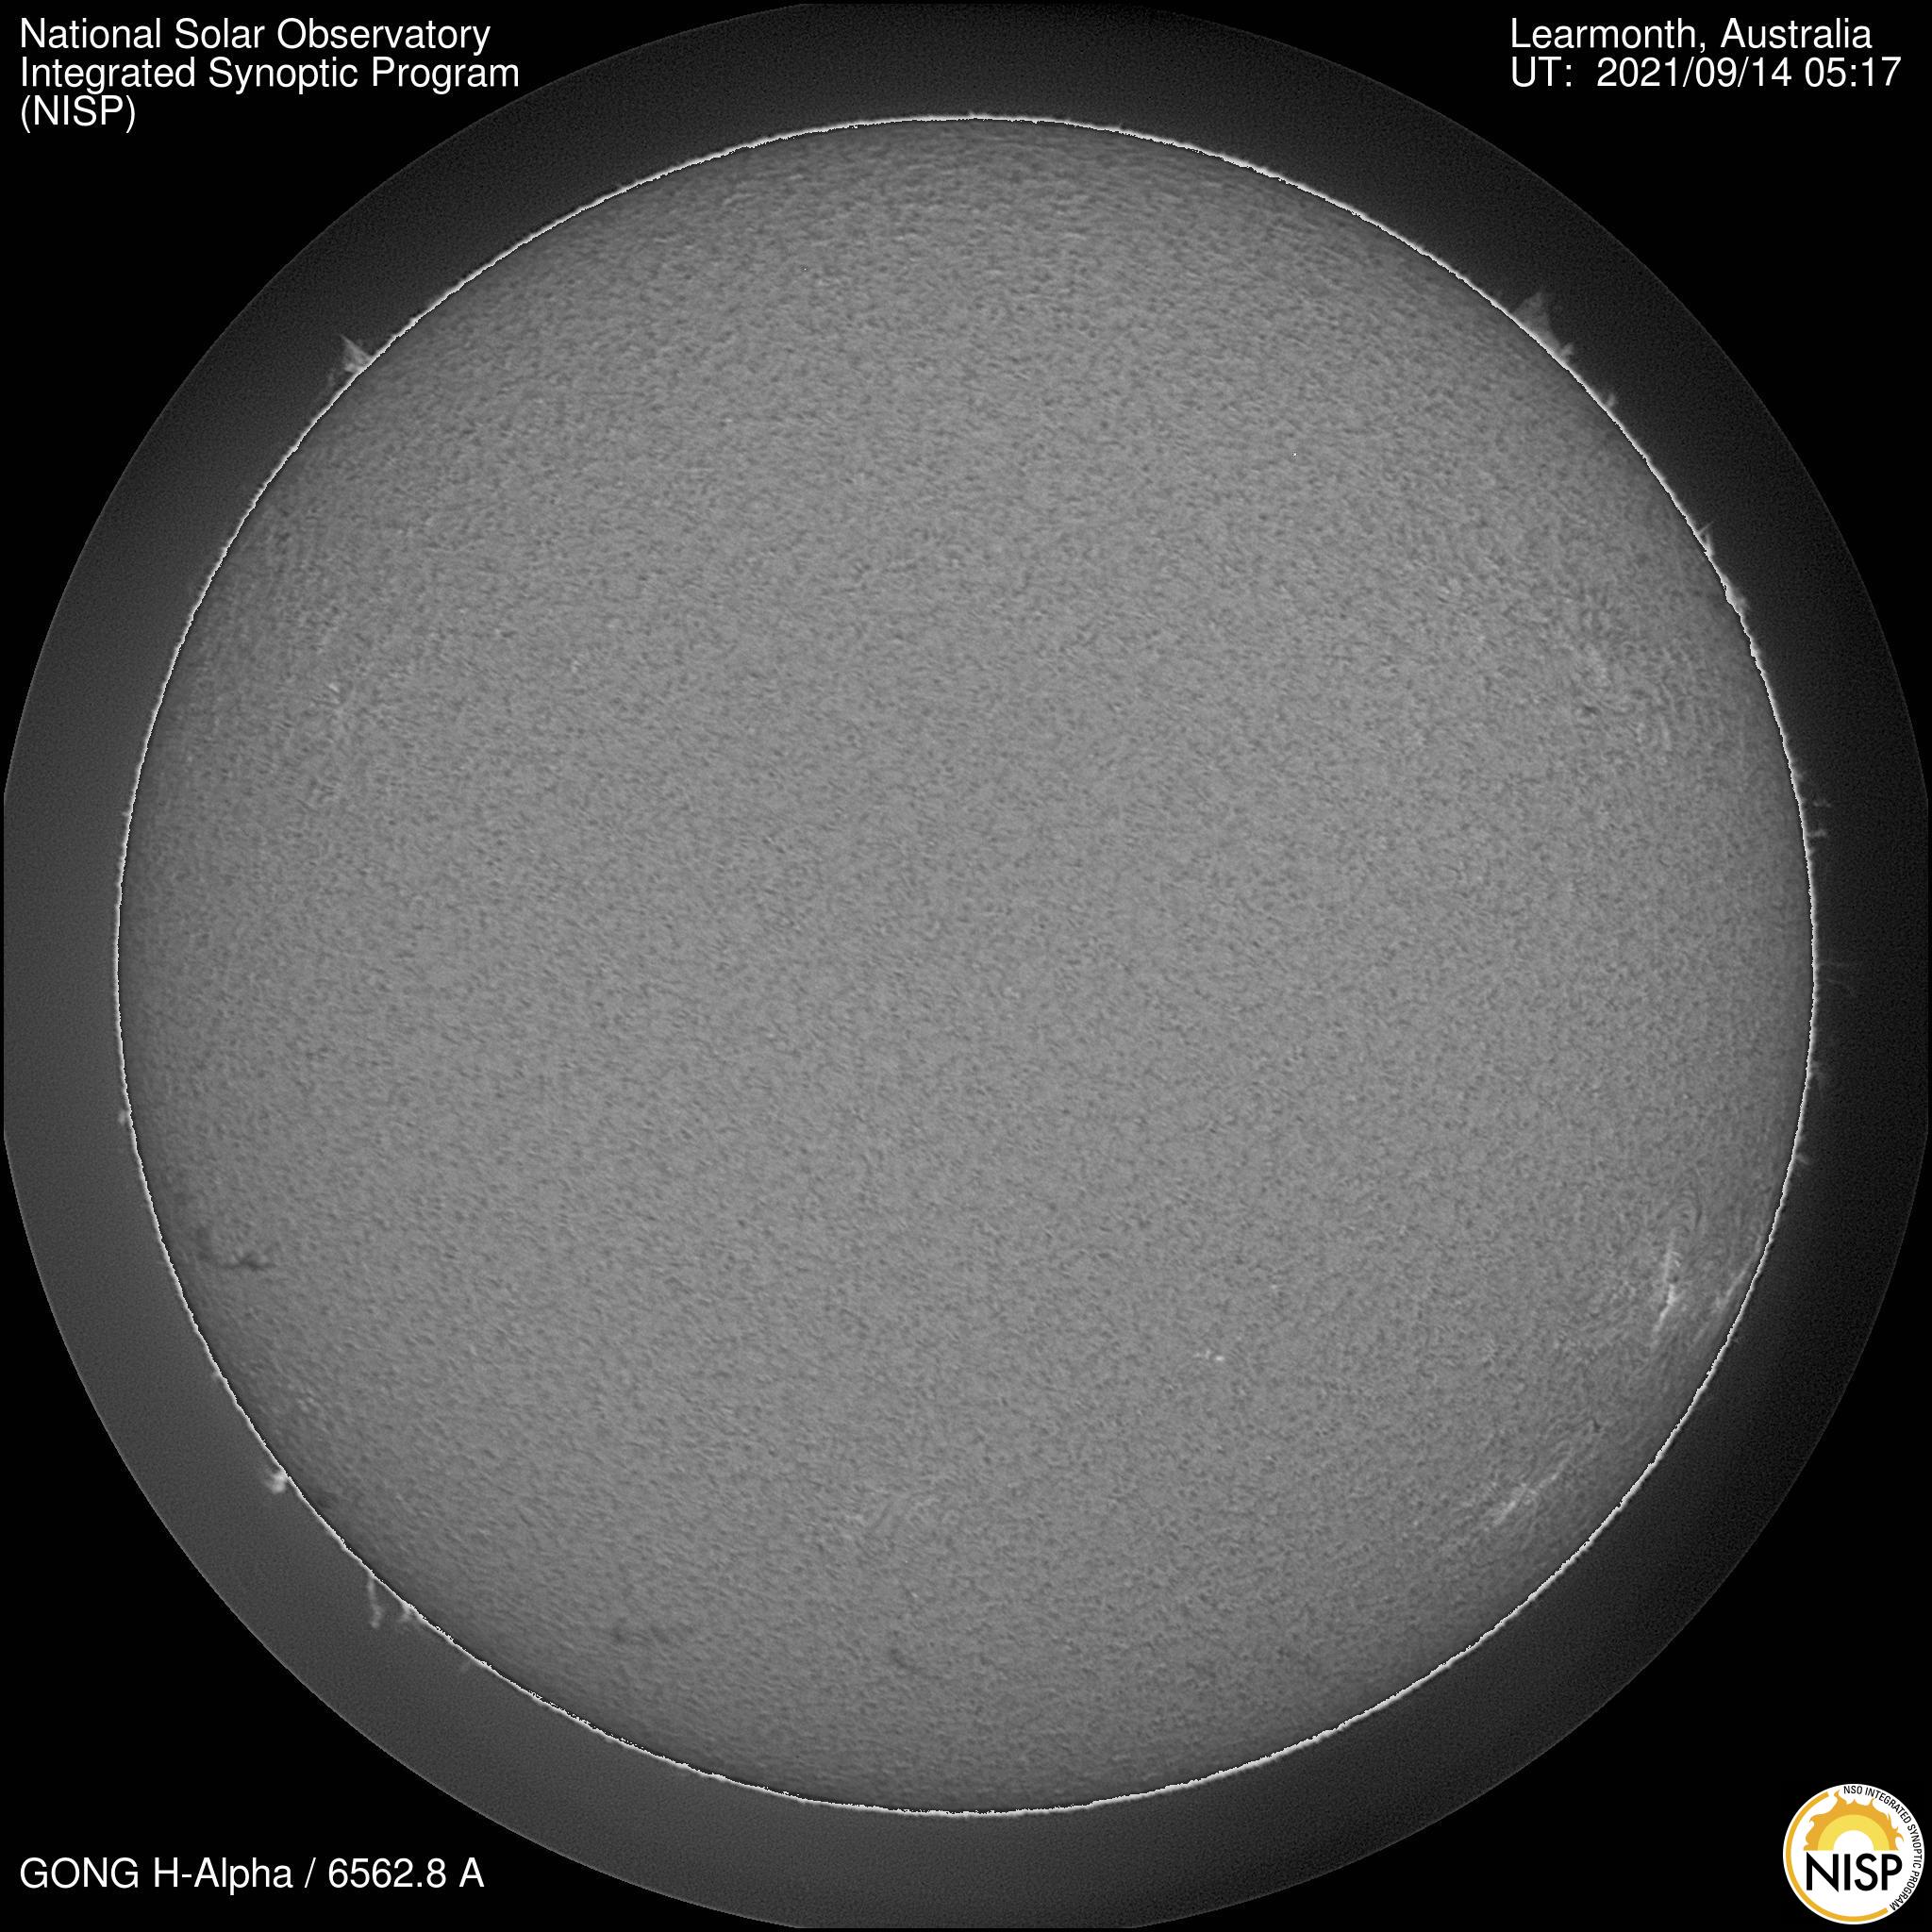 National Solar Observatory
Integrated Synoptic Program
(NISP)
Learmonth, Australia
UT: 2021/09/14 05:17
GONG H-Alpha / 6562.8 A
NSO INTEGRATED SYNOPTIC PROGRAM
NISP